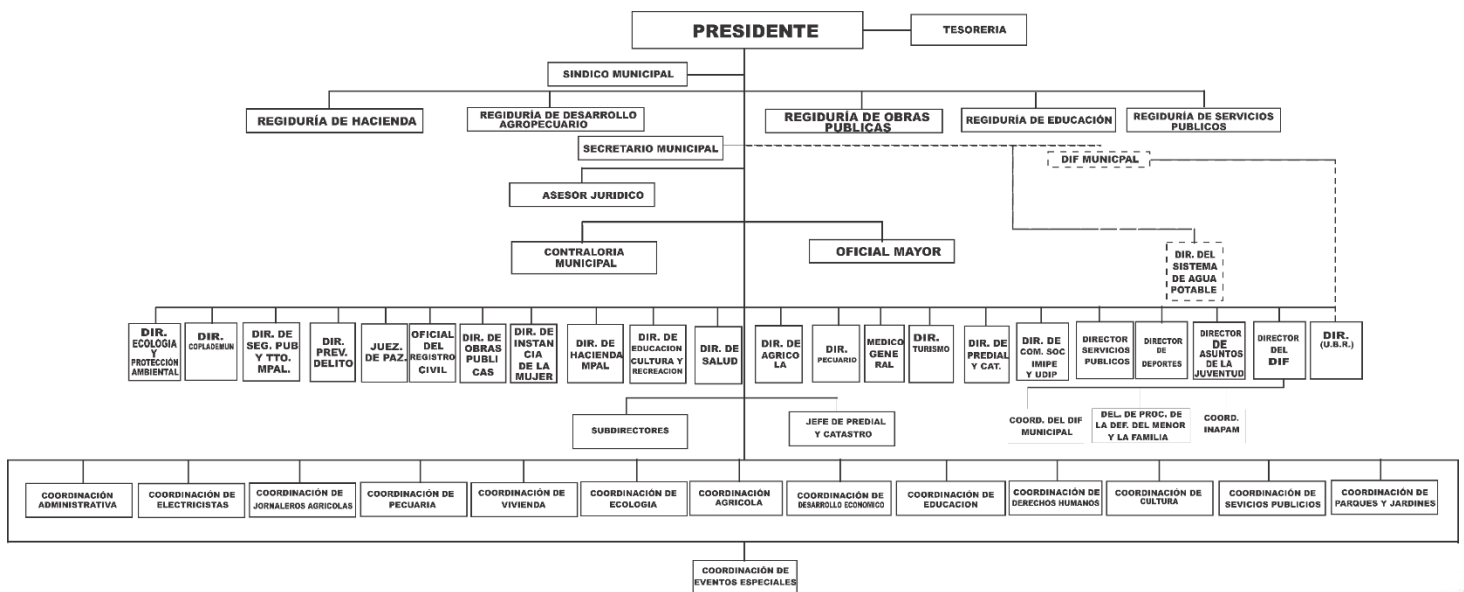 PRESIDENTE
TESORERIA
SINDICO MUNICIPAL
REGIDURÍA DE HACIENDA
REGIDURÍA DE DESARROLLO
AGROPECUARIO
REGIDURÍA DE OBRAS
PUBLICAS
REGIDURÍA DE EDUCACIÓN
REGIDURÍA DE SERVICIOS
PUBLICOS
SECRETARIO MUNICIPAL
DIF MUNICPAL
ASESOR JURIDICO
CONTRALORIA
MUNICIPAL
OFICIAL MAYOR
DIR. DEL
SISTEMA
DE AGUA
POTABLE
DIR.
ECOLOGIA
Y
PROTECCIÓN
AMBIENTAL
DIR.
COPLADEMUN
DIR. DE
SEG. PUB
Y TTO.
MPAL.
DIR.
PREV.
DELITO
JUEZ.
DE PAZ.
OFICIAL
DEL
REGISTRO
CIVIL
DIR. DE
OBRAS
PUBLI
CAS
DIR. DE
INSTAN
CIA
DE LA
MUJER
DIR.
DE
HACIENDA
MPAL
DIR. DE
EDUCACION
CULTURA Y
RECREACION
DIR. DE
SALUD
DIR.
DE
AGRICO
LA
DIR.
PECUARIO
MEDICO
GENE
RAL
DIR.
TURISMO
DIR. DE
PREDIAL
Y CAT.
DIR. DE
COM. SOC
IMIPE
Y UDIP
DIRECTOR
SERVICIOS
PUBLICOS
DIRECTOR
DE
DEPORTES
DIRECTOR
DE
ASUNTOS
DE LA
JUVENTUD
DIRECTOR
DEL
DIF
DIR.
(U.B.R.)
SUBDIRECTORES
JEFE DE PREDIAL
Y CATASTRO
COORD. DEL DIF
MUNICIPAL
DEL. DE PROC. DE
LA DEF. DEL MENOR
Y LA FAMILIA
COORD.
INAPAM
COORDINACIÓN
ADMINISTRATIVA
COORDINACIÓN DE
ELECTRICISTAS
COORDINACIÓN DE
JORNALEROS AGRICOLAS
COORDINACIÓN DE
PECUARIA
COORDINACIÓN DE
VIVIENDA
COORDINACIÓN DE
ECOLOGIA
COORDINACIÓN
AGRICOLA
COORDINACIÓN DE
DESARROLLO ECONOMICO
COORDINACIÓN DE
EDUCACIÓN
COORDINACIÓN DE
DERECHOS HUMANOS
COORDINACIÓN DE
CULTURA
COORDINACIÓN DE
SEVICIOS PUBLICIOS
COORDINACIÓN DE
PARQUES Y JARDINES
COORDINACIÓN DE
EVENTOS ESPECIALES